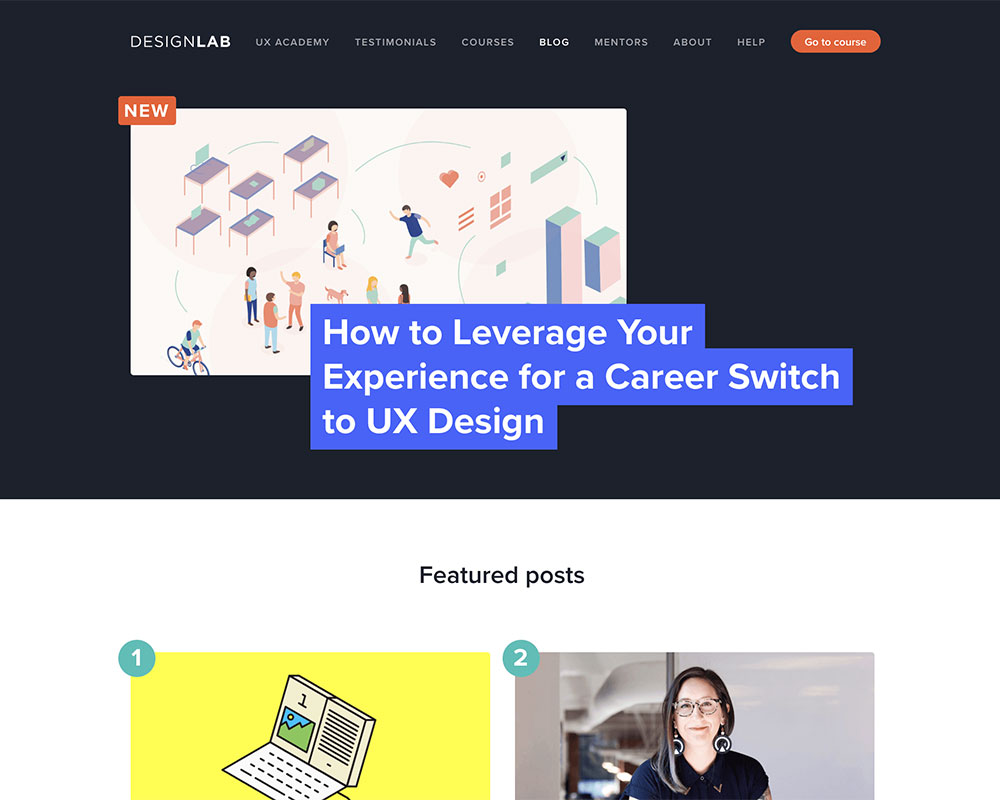 DESIGNLAB UX ACADEMY TESTIMONIALS COURSES BLOG MENTORS ABOUT HELP Go to course
NEW
How to Leverage Your
Experience for a Career Switch
to UX Design
Featured posts
1 2
1